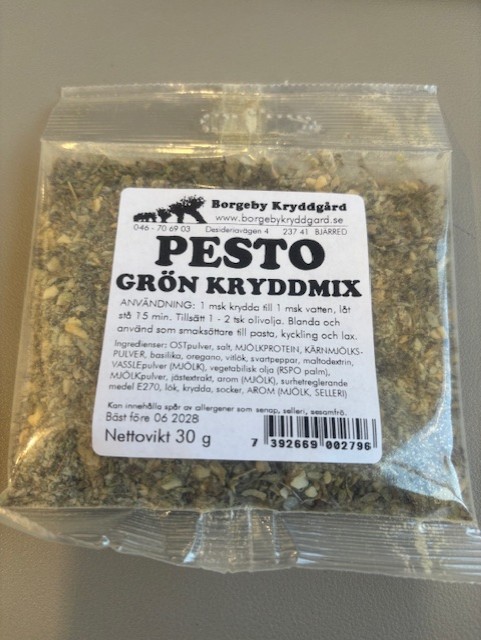 Borgeby Kryddgård
www.borgebykryddgard.se
046 - 70 69 03 Desideriavägen 4 237 41 BJÄRRED
PESTO
GRÖN KRYDDMIX
ANVÄNDNING: 1 msk krydda till 1 msk vatten, låt
stå 15 min. Tillsätt 1 - 2 tsk olivolja. Blanda och
använd som smaksättare till pasta, kyckling och lax.
Ingredienser: OSTpulver, salt, MJÖLKPROTEIN, KÄRNMJÖLKS-
PULVER, basilika, oregano, vitlök, svartpeppar, maltodextrin,
VASSLEpulver (MJÖLK), vegetabilisk olja (RSPO palm),
MJÖLKpulver, jästextrakt, arom (MJÖLK), surhetreglerande
medel E270, lök, krydda, socker, AROM (MJÖLK, SELLERI)
Kan innehålla spår av allergener som senap, selleri, sesamfrö.
Bäst före 06 2028
Nettovikt 30 g
7 392669 002796